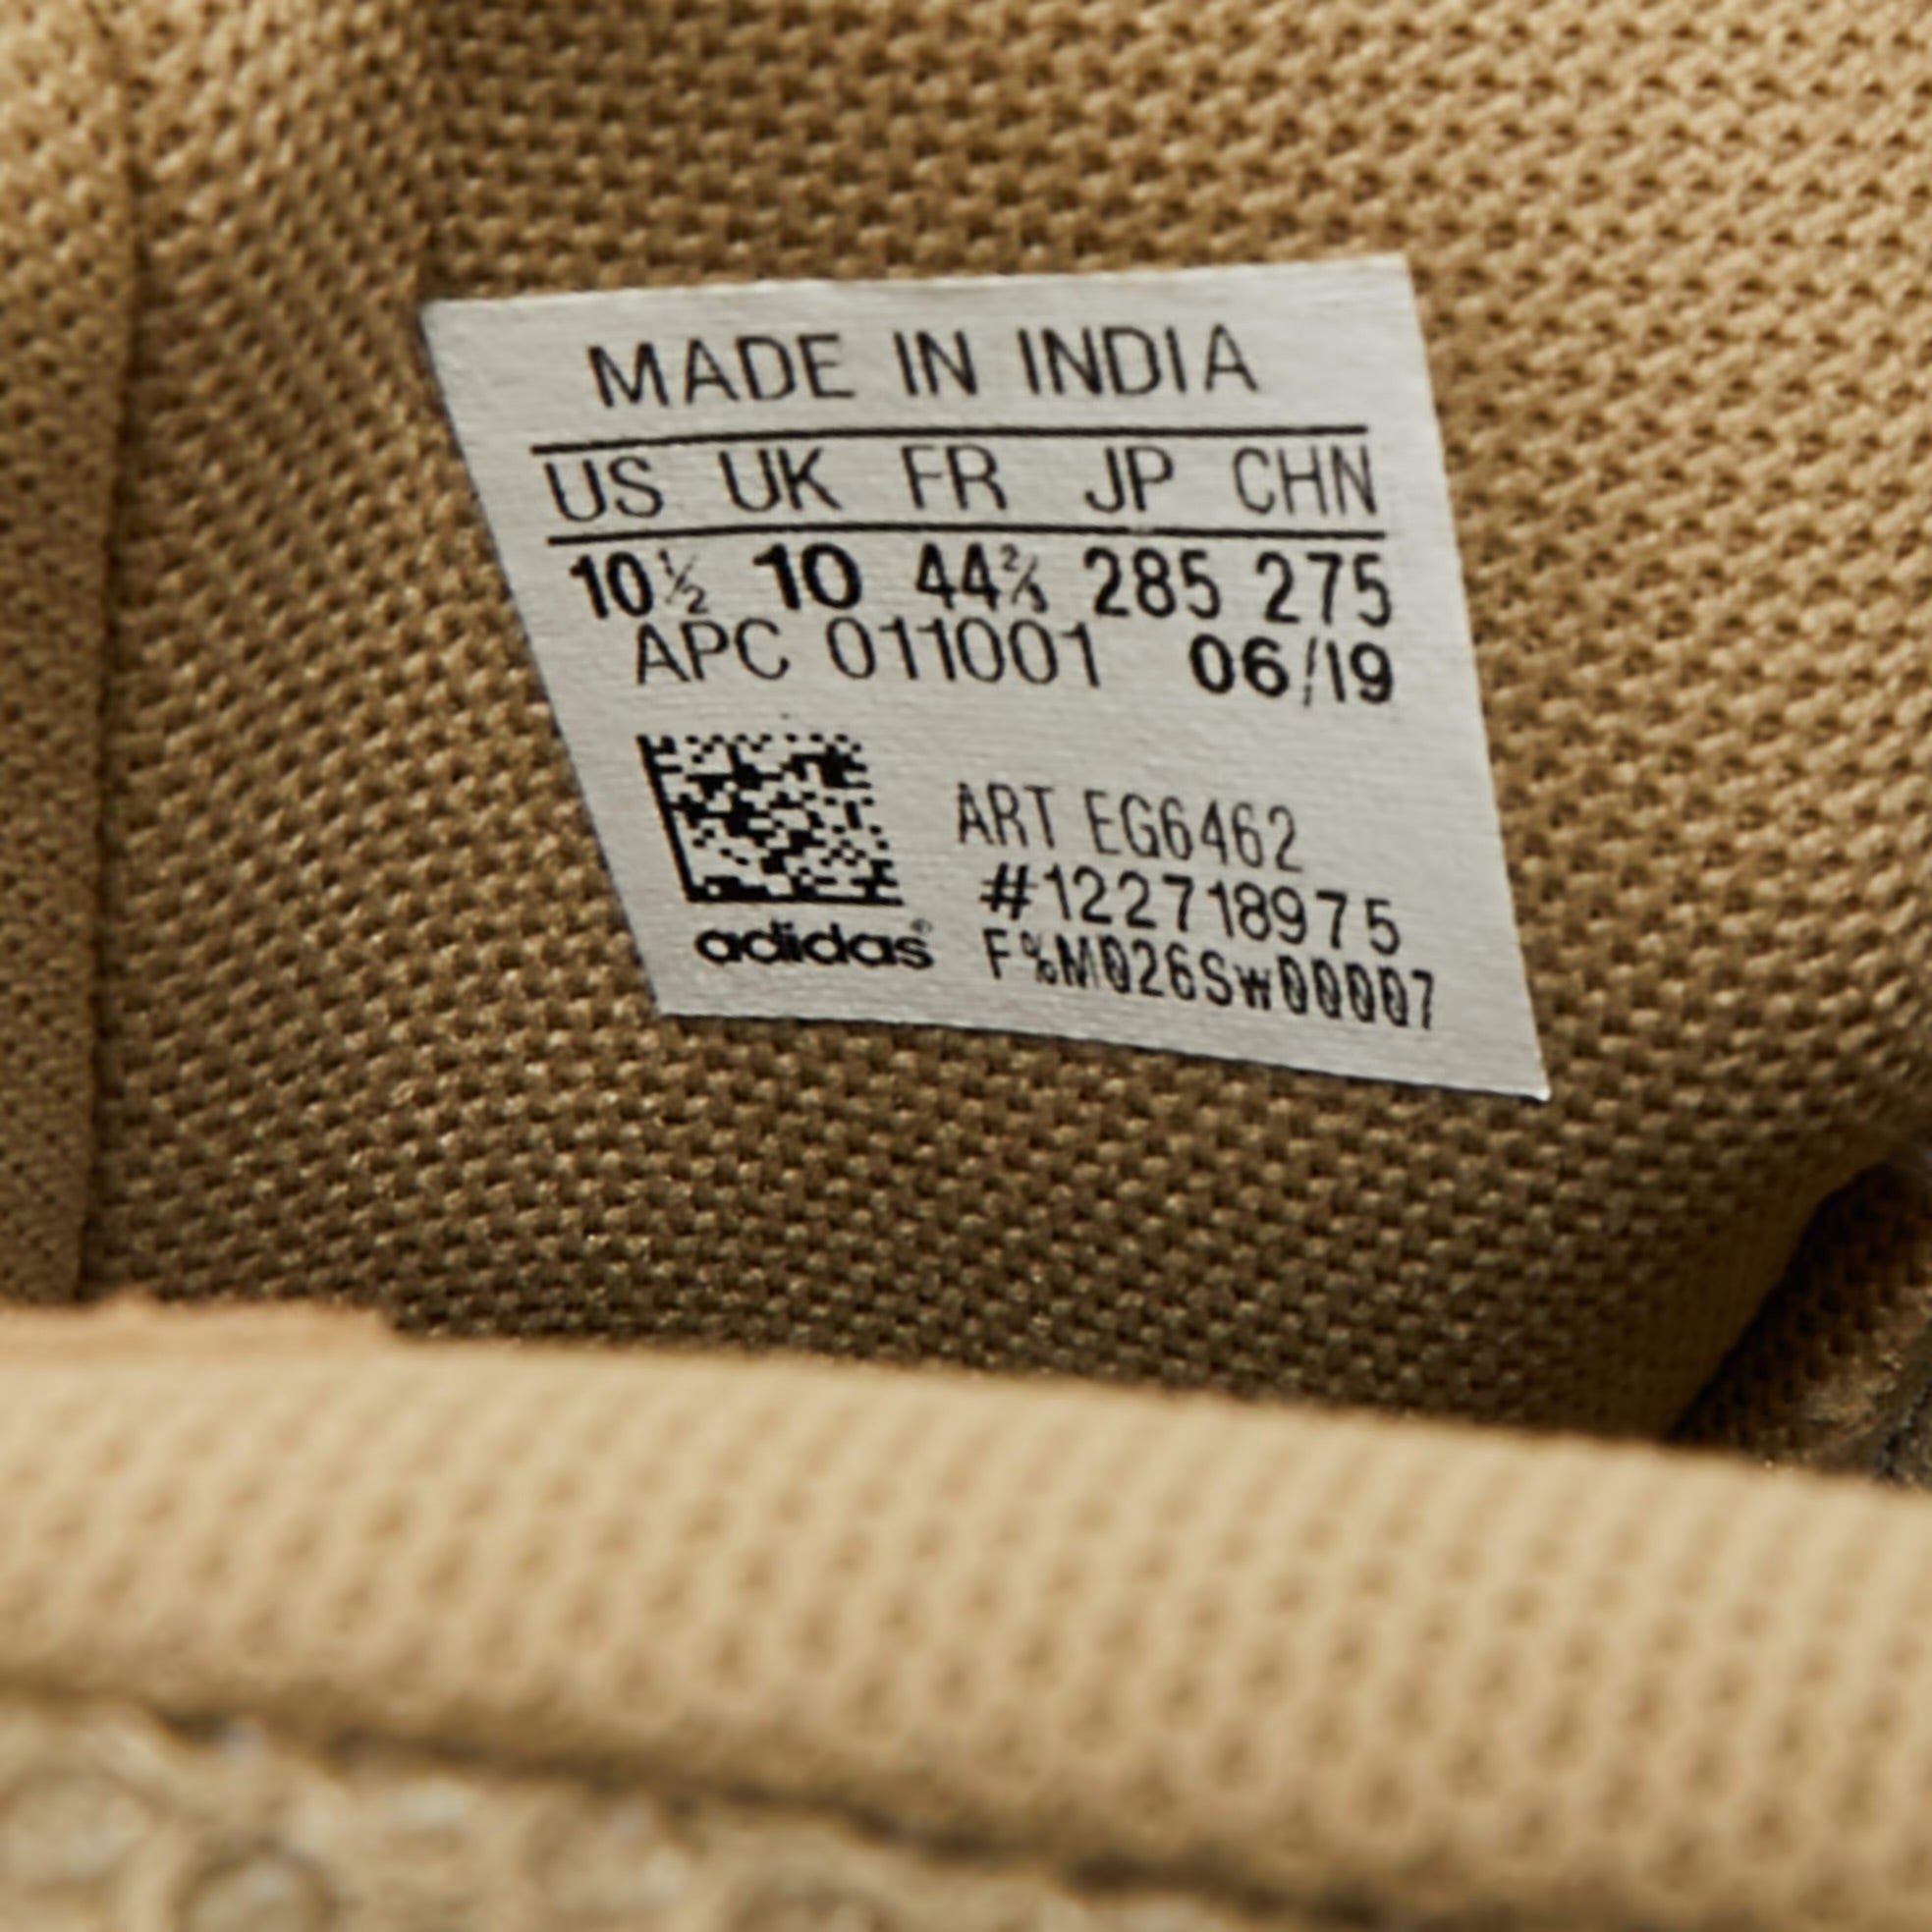 MADE IN INDIA
US UK FR JP CHN
10½ 10 44⅔ 285 275
APC 011001 06/19
ART EG6462
#122718975
adidas® F%M026Sw00007